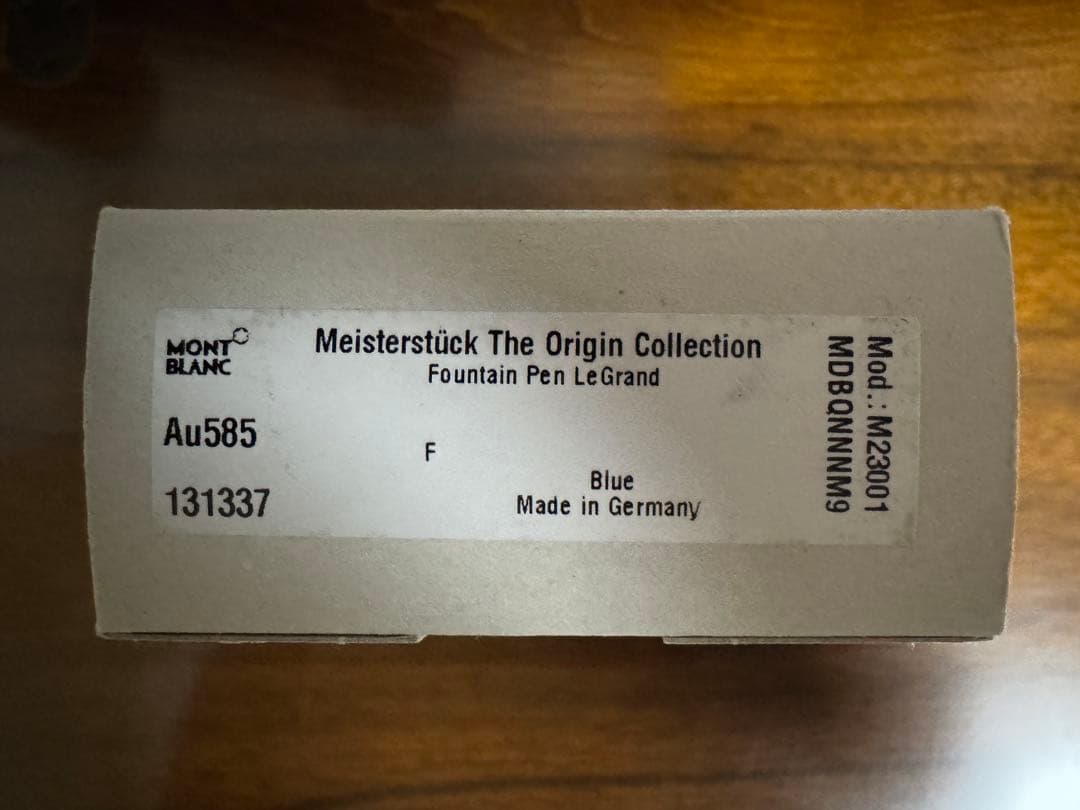 MONT
BLANC
Meisterstück The Origin Collection
Fountain Pen LeGrand
Au585
F
131337
Blue
Made in Germany
Mod.: M23001
MDBQNNNM9